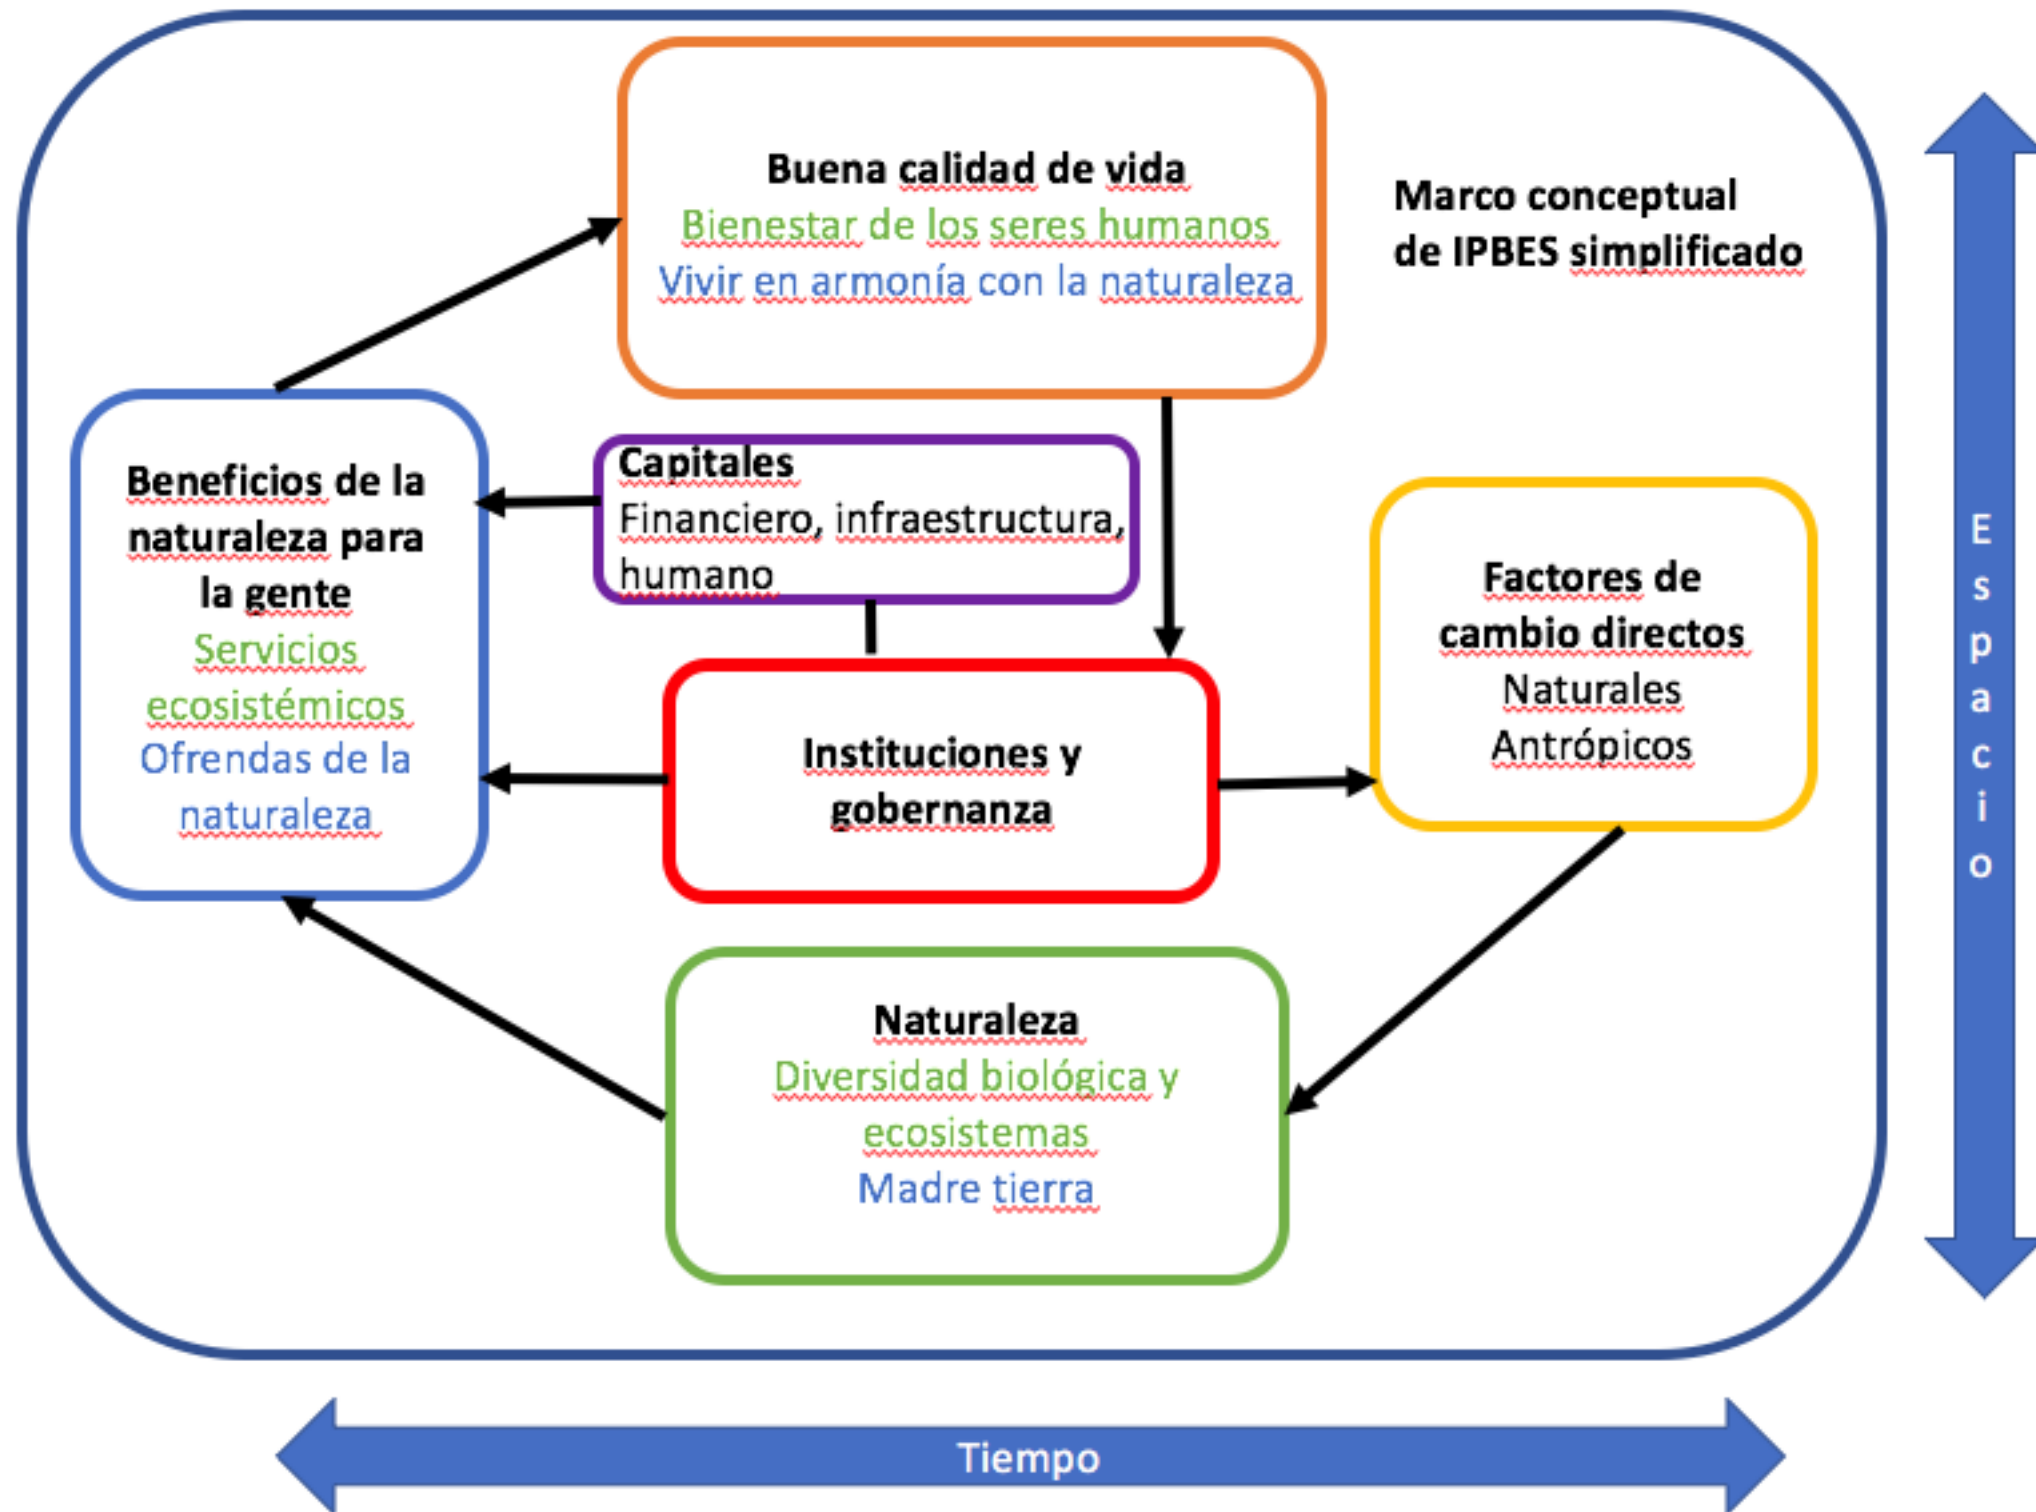 Buena calidad de vida
Bienestar de los seres humanos
Vivir en armonía con la naturaleza
Marco conceptual
de IPBES simplificado
Beneficios de la
naturaleza para
la gente
Servicios
ecosistémicos
Ofrendas de la
naturaleza
Capitales
Financiero, infraestructura,
humano
Factores de
cambio directos
Naturales
Antrópicos
Instituciones y
gobernanza
Naturaleza
Diversidad biológica y
ecosistemas
Madre tierra
Espacio
Tiempo